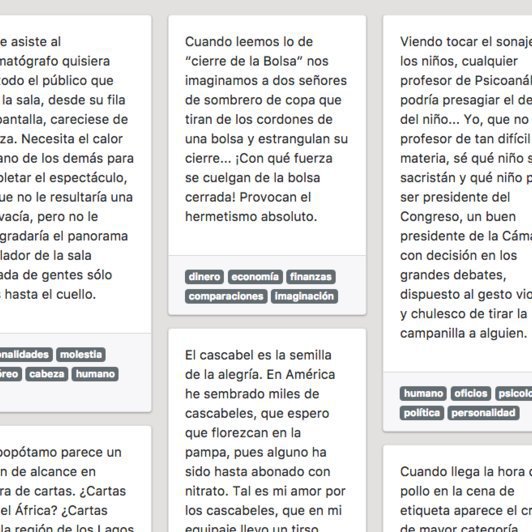 e asiste al
matógrafo quisiera
odo el público que
la sala, desde su fila
pantalla, careciese de
za. Necesita el calor
ano de los demás para
pletar el espectáculo,
ue no le resultaría una
vacía, pero no le
gradaría el panorama
lador de la sala
ada de gentes sólo
hasta el cuello.
onalidades molestia
óreo cabeza humano
popótamo parece un
n de alcance en
ra de cartas. ¿Cartas
el África? ¿Cartas
la región de los Lagos
Cuando leemos lo de
“cierre de la Bolsa” nos
imaginamos a dos señores
de sombrero de copa que
tiran de los cordones de
una bolsa y estrangulan su
cierre... ¡Con qué fuerza
se cuelgan de la bolsa
cerrada! Provocan el
hermetismo absoluto.
dinero economía finanzas
comparaciones imaginación
El cascabel es la semilla
de la alegría. En América
he sembrado miles de
cascabeles, que espero
que florezcan en la
pampa, pues alguno ha
sido hasta abonado con
nitrato. Tal es mi amor por
los cascabeles, que en mi
equipaje llevo un tirso
Viendo tocar el sonaje
los niños, cualquier
profesor de Psicoanál
podría presagiar el de
del niño... Yo, que no
profesor de tan difícil
materia, sé qué niño s
sacristán y qué niño p
ser presidente del
Congreso, un buen
presidente de la Cáma
con decisión en los
grandes debates,
dispuesto al gesto vio
y chulesco de tirar la
campanilla a alguien.
humano oficios psicolo
política personalidad
Cuando llega la hora d
pollo en la cena de
etiqueta aparece el ca
de mayor categoría